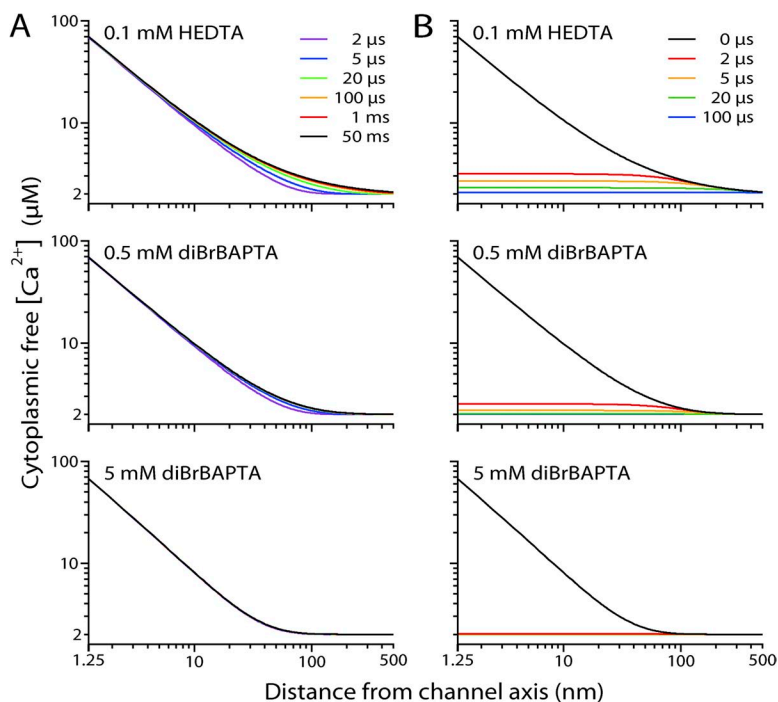 A
0.1 mM HEDTA
2 µs
5 µs
20 µs
100 µs
1 ms
50 ms
100
10
2
B
0.1 mM HEDTA
0 µs
2 µs
5 µs
20 µs
100 µs
Cytoplasmic free [Ca2+] (µM)
0.5 mM diBrBAPTA
100
10
2
0.5 mM diBrBAPTA
5 mM diBrBAPTA
100
10
2
1.25
10
100
500
5 mM diBrBAPTA
1.25
10
100
500
Distance from channel axis (nm)